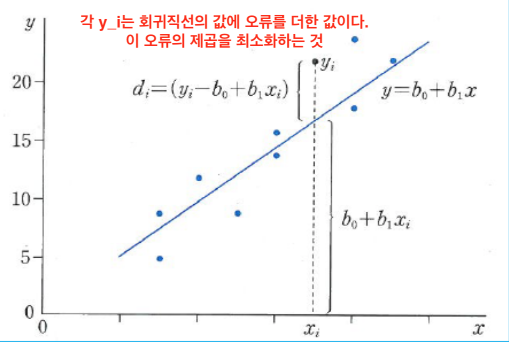 각 y_i는 회귀직선의 값에 오류를 더한 값이다.
이 오류의 제곱을 최소화하는 것
y
y_i
d_i=(y_i−b_0+b_1x_i)
y=b_0+b_1x
20
15
10
b_0+b_1x_i
5
0
0
x_i
x